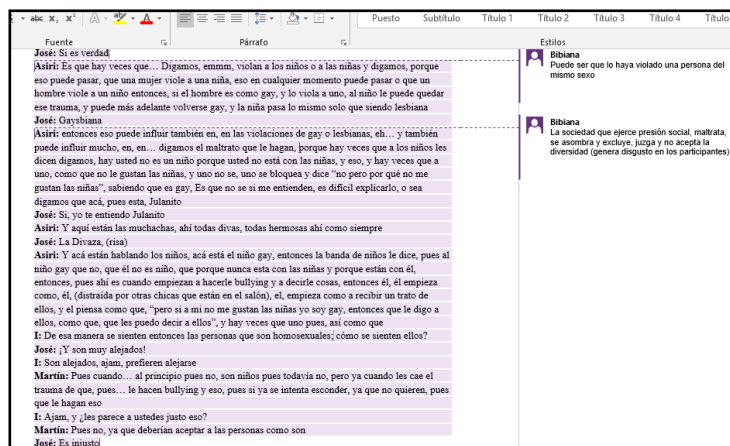 Puesto Subtítulo Título 1 Título 2 Título 3 Título 4 Título
Fuente Párrafo Estilos
José: Si es verdad
Asiri: Es que hay veces que… Digamos, emmm, violan a los niños o a las niñas y digamos, porque
eso puede pasar, que una mujer viole a una niña, eso en cualquier momento puede pasar o que un
hombre viole a un niño entonces, si el hombre es como gay, y lo viola a uno, al niño le puede quedar
ese trauma, y puede más adelante volverse gay, y la niña pasa lo mismo solo que siendo lesbiana
José: Gaysbiana
Asiri: entonces eso puede influir también en, en las violaciones de gay o lesbianas, eh… y también
puede influir mucho, en, en… digamos el maltrato que le hagan, porque hay veces que a los niños les
dicen digamos, hay usted no es un niño porque usted no está con las niñas, y eso, y hay veces que a
uno, como que no le gustan las niñas, y uno no se, uno se bloquea y dice “no pero por qué no me
gustan las niñas”, sabiendo que es gay, Es que no se si me entienden, es difícil explicarlo, o sea
digamos que acá, pues esta, Julanito
José: Si, yo te entiendo Julanito
Asiri: Y aquí están las muchachas, ahí todas divas, todas hermosas ahí como siempre
José: La Divaza, (risa)
Asiri: Y acá están hablando los niños, acá está el niño gay, entonces la banda de niños le dice, pues al
niño gay que no, que él no es niño, que porque nunca esta con las niñas y porque están con él,
entonces, pues ahí es cuando empiezan a hacerle bullying y a decirle cosas, entonces él, él empieza
como, él, (distraída por otras chicas que están en el salón), el, empieza como a recibir un trato de
ellos, y el piensa como que, “pero si a mi no me gustan las niñas yo soy gay, entonces que le digo a
ellos, como que, que les puedo decir a ellos”, y hay veces que uno pues, así como que
I: De esa manera se sienten entonces las personas que son homosexuales; cómo se sienten ellos?
José: ¡Y son muy alejados!
I: Son alejados, ajam, prefieren alejarse
Martín: Pues cuando… al principio pues no, son niños pues todavía no, pero ya cuando les cae el
trauma de que, pues… le hacen bullying y eso, pues si ya se intenta esconder, ya que no quieren, pues
que le hagan eso
I: Ajam, y ¿les parece a ustedes justo eso?
Martín: Pues no, ya que deberían aceptar a las personas como son
José: Es injusto
Bibiana
Puede ser que lo haya violado una persona del
mismo sexo
Bibiana
La sociedad que ejerce presión social, maltrata,
se asombra y excluye, juzga y no acepta la
diversidad (genera disgusto en los participantes)